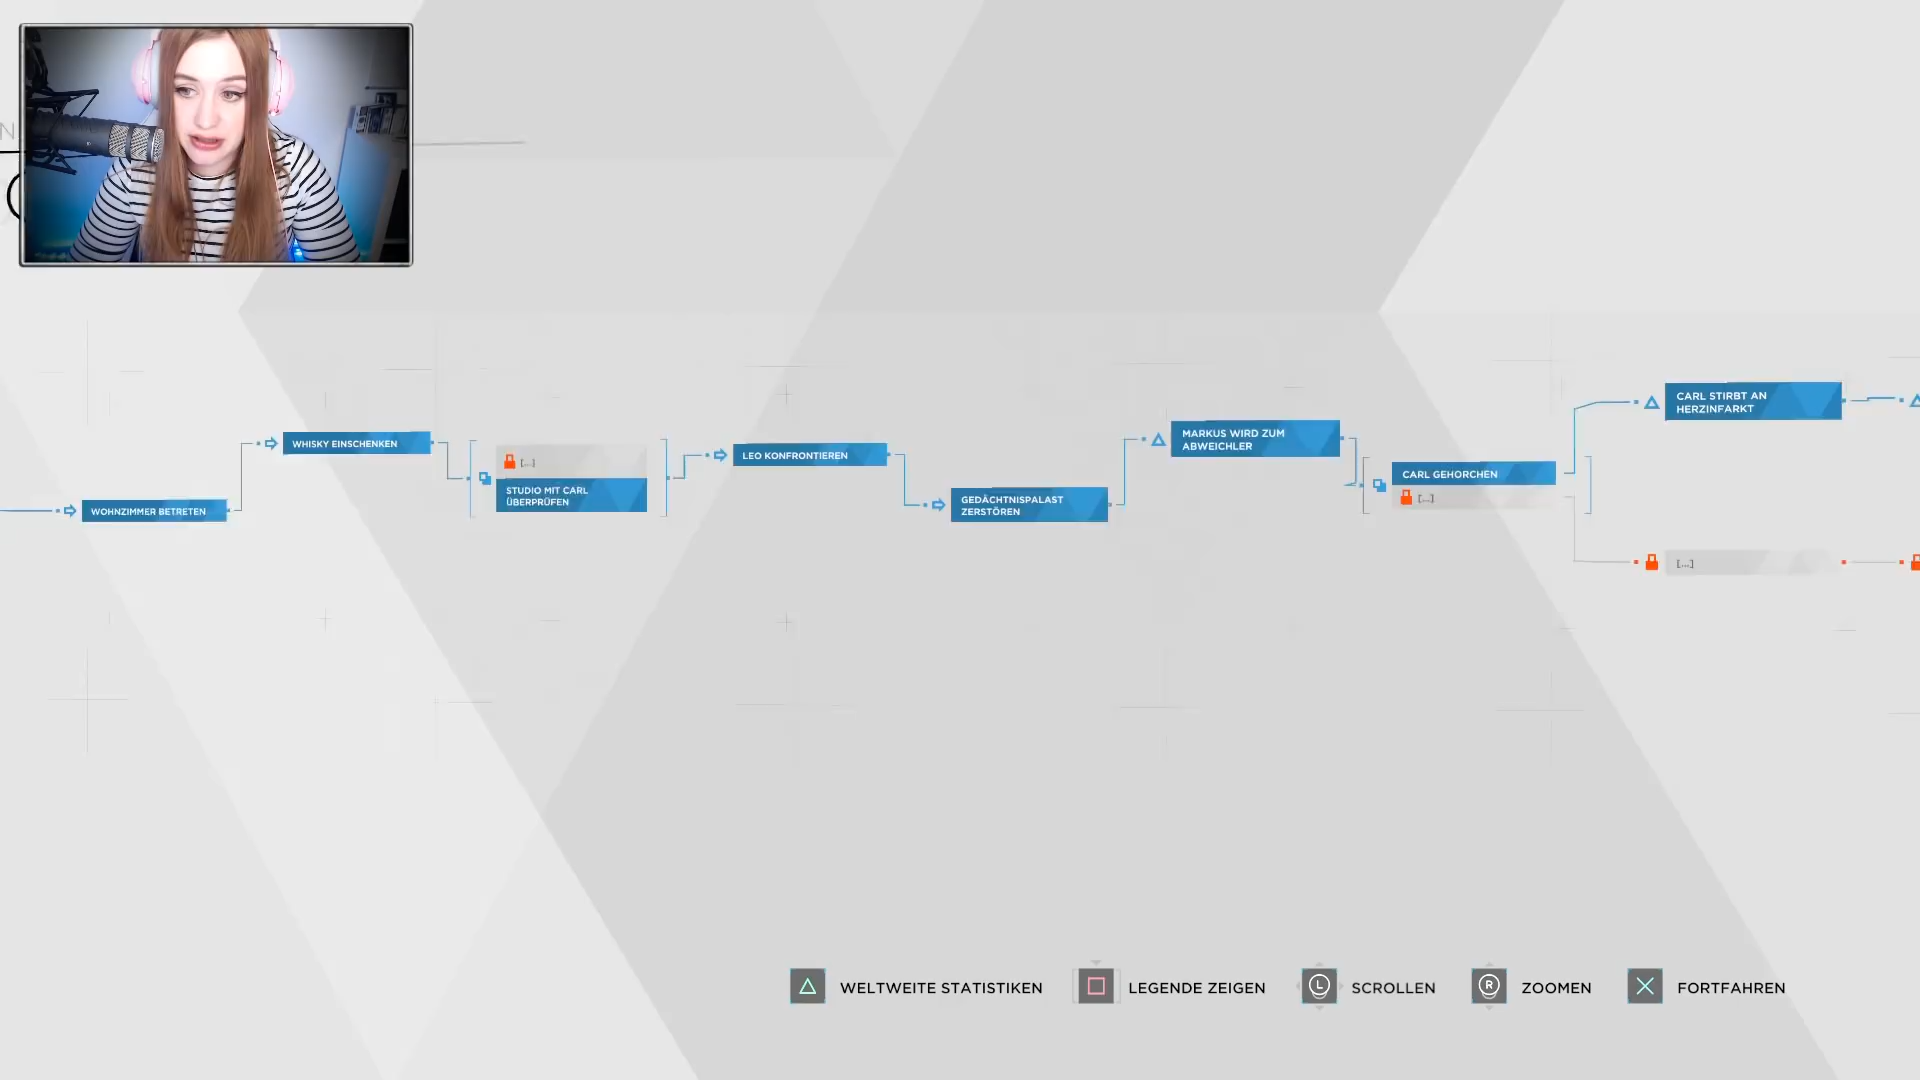 N
WHISKY EINSCHENKEN
WOHNZIMMER BETRETEN
[...]
STUDIO MIT CARL
ÜBERPRÜFEN
LEO KONFRONTIEREN
GEDÄCHTNISPALAST
ZERSTÖREN
MARKUS WIRD ZUM
ABWEICHLER
CARL GEHORCHEN
[...]
CARL STIRBT AN
HERZINFARKT
[...]
WELTWEITE STATISTIKEN
LEGENDE ZEIGEN
L
SCROLLEN
R
ZOOMEN
FORTFAHREN